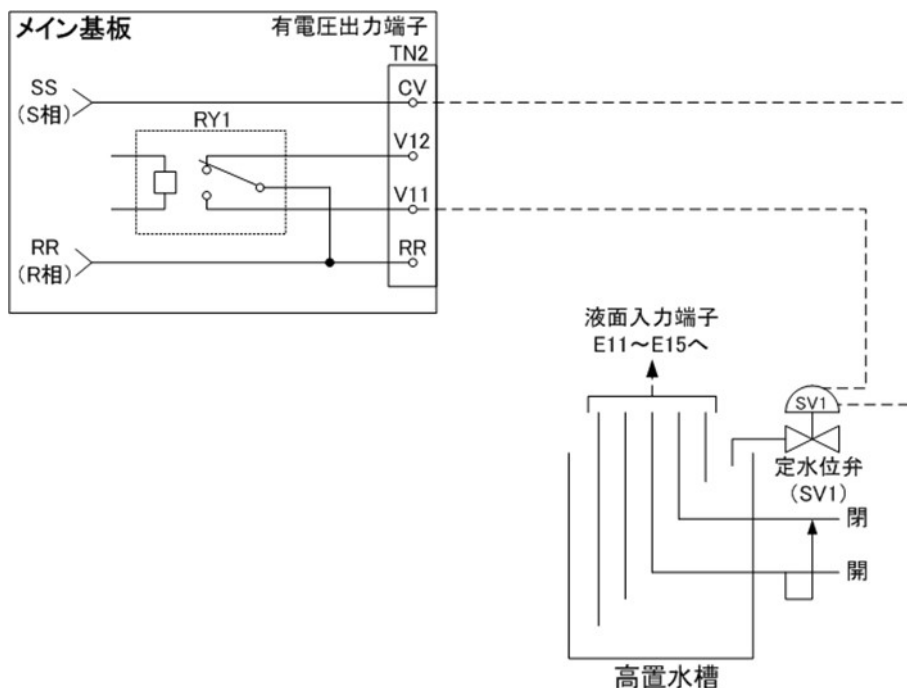 メイン基板
有電圧出力端子
TN2
SS
(S相)
CV
RY1
V12
V11
RR
(R相)
RR
液面入力端子
E11～E15へ
SV1
定水位弁
(SV1)
閉
開
高置水槽